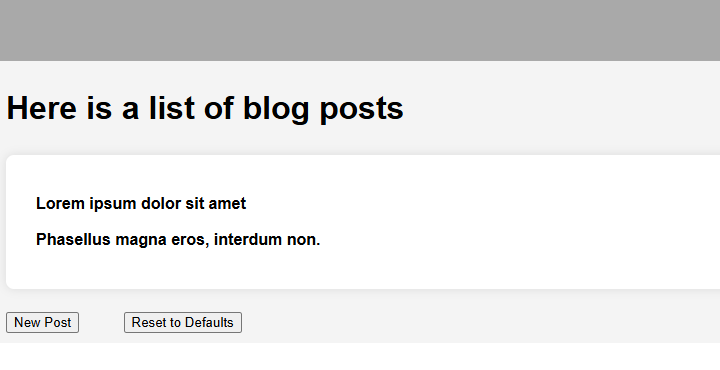 Here is a list of blog posts
Lorem ipsum dolor sit amet
Phasellus magna eros, interdum non.
New Post Reset to Defaults